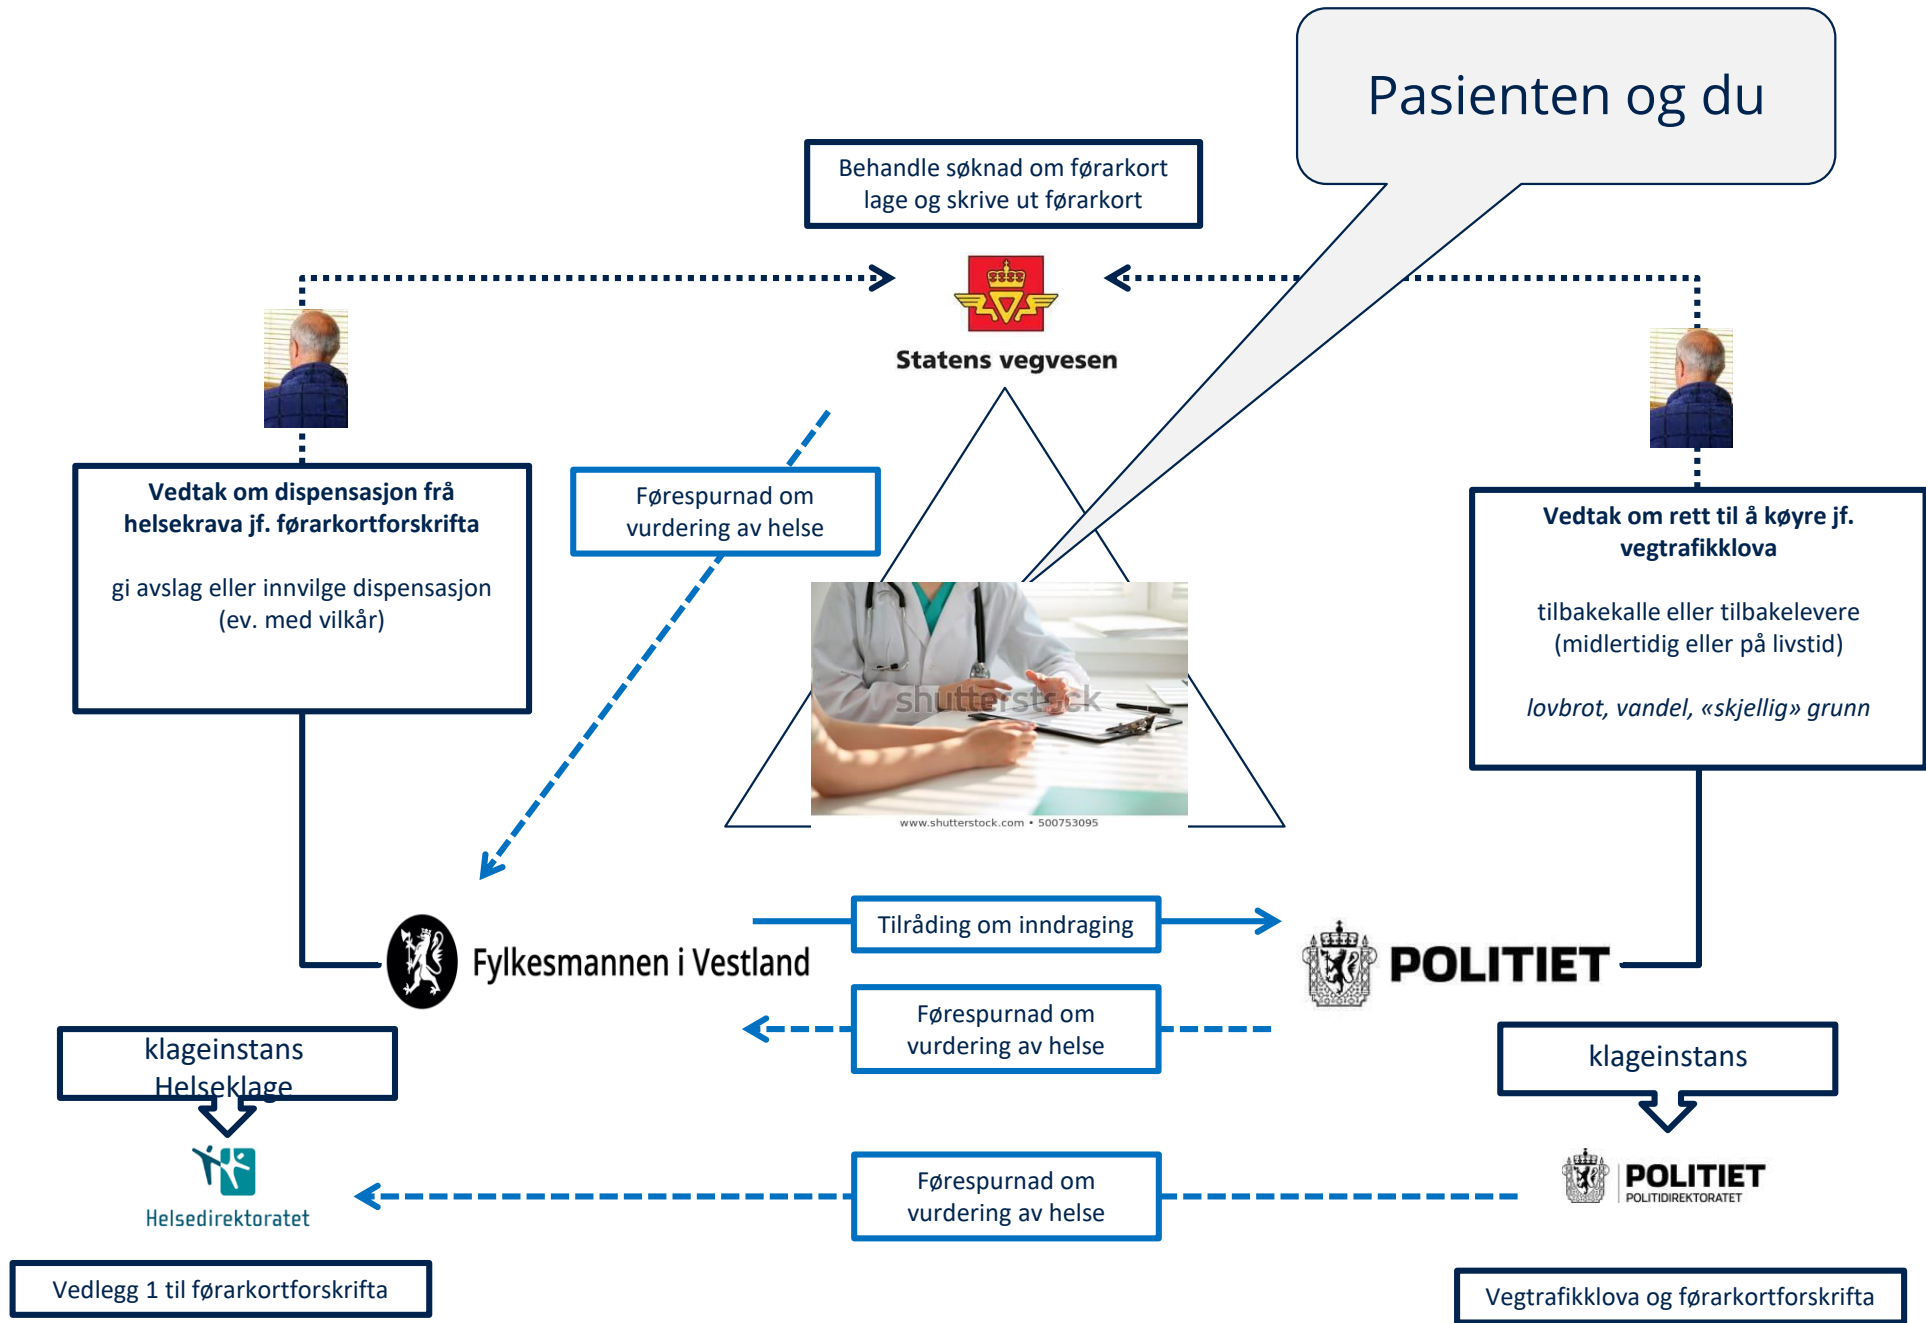 Pasienten og du
Behandle søknad om førarkort
lage og skrive ut førarkort
Statens vegvesen
Vedtak om dispensasjon frå
helsekrava jf. førarkortforskrifta
gi avslag eller innvilge dispensasjon
(ev. med vilkår)
Førespurnad om
vurdering av helse
Vedtak om rett til å køyre jf.
vegtrafikklova
tilbakekalle eller tilbakelevere
(midlertidig eller på livstid)
lovbrot, vandel, «skjellig» grunn
shutterstock
www.shutterstock.com • 500753095
Fylkesmannen i Vestland
Tilråding om inndraging
POLITIET
Førespurnad om
vurdering av helse
klageinstans
Helseklage
klageinstans
Helsedirektoratet
Førespurnad om
vurdering av helse
POLITIET
POLITIDIREKTORATET
Vedlegg 1 til førarkortforskrifta
Vegtrafikklova og førarkortforskrifta